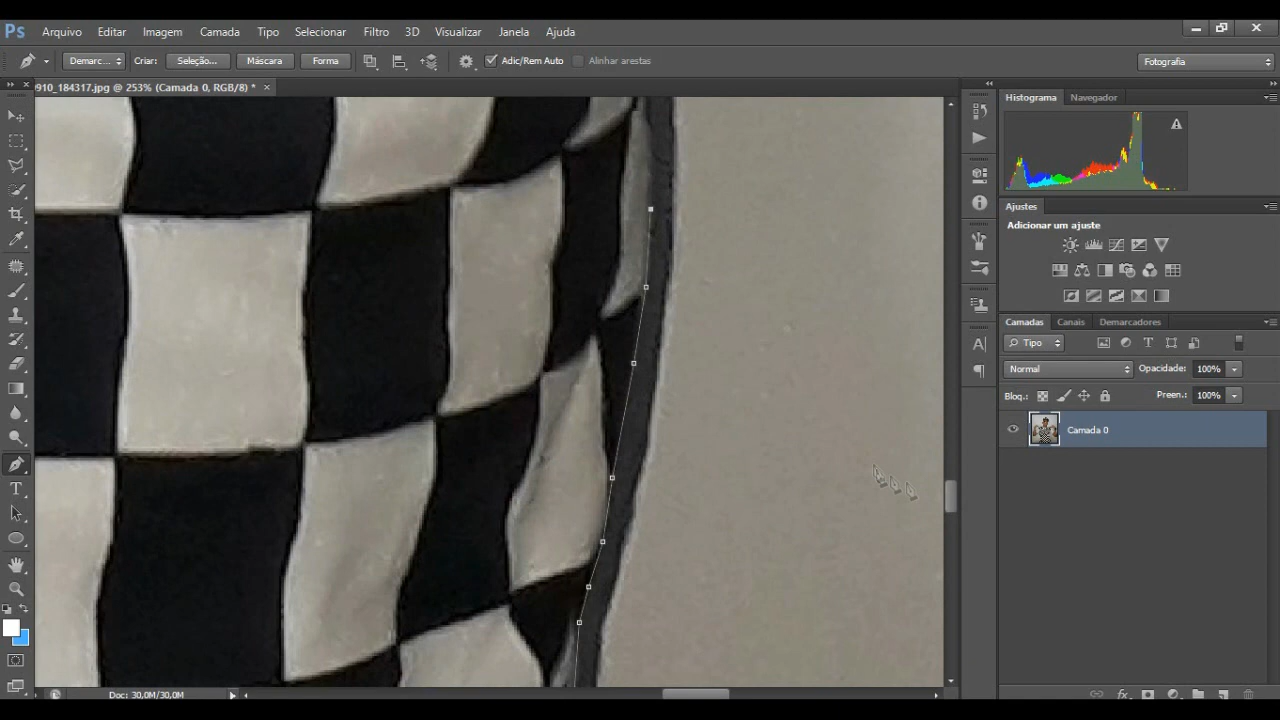 Ps Arquivo Editar Imagem Camada Tipo Selecionar Filtro 3D Visualizar Janela Ajuda
Demarc... Criar: Seleção... Máscara Forma Adic/Rem Auto Alinhar arestas Fotografia
0910_184317.jpg @ 253% (Camada 0, RGB/8) *
Histograma Navegador
Ajustes
Adicionar um ajuste
Camadas Canais Demarcadores
Tipo
Normal Opacidade: 100%
Bloq.: Preen.: 100%
Camada 0
Doc: 30,0M/30,0M